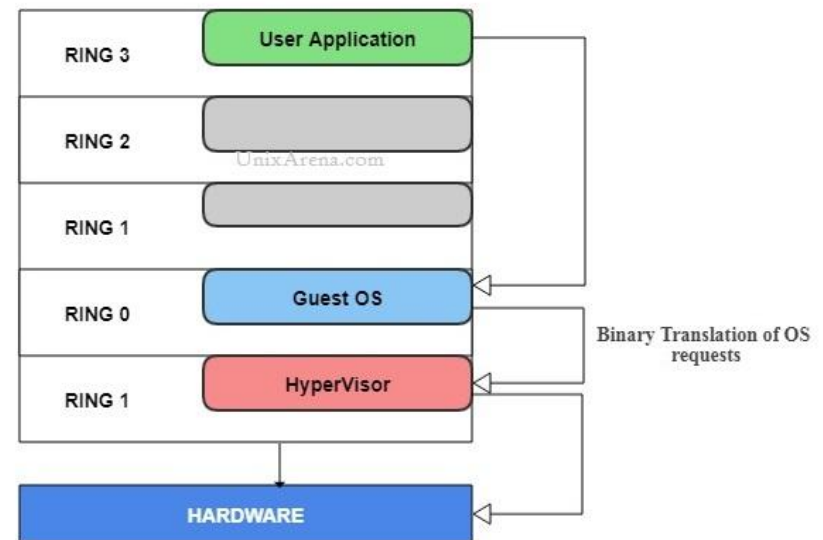 RING 3
User Application
RING 2
UnixArena.com
RING 1
RING 0
Guest OS
Binary Translation of OS
requests
RING 1
HyperVisor
HARDWARE